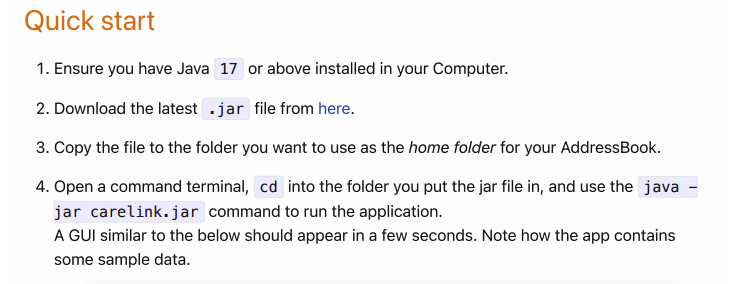 Quick start
1. Ensure you have Java 17 or above installed in your Computer.
2. Download the latest .jar file from here.
3. Copy the file to the folder you want to use as the home folder for your AddressBook.
4. Open a command terminal, cd into the folder you put the jar file in, and use the java -
jar carelink.jar command to run the application.
A GUI similar to the below should appear in a few seconds. Note how the app contains
some sample data.